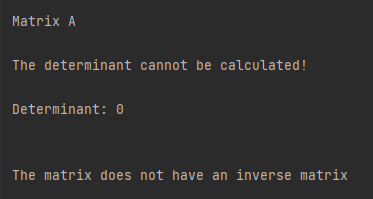 Matrix A
The determinant cannot be calculated!
Determinant: 0
The matrix does not have an inverse matrix